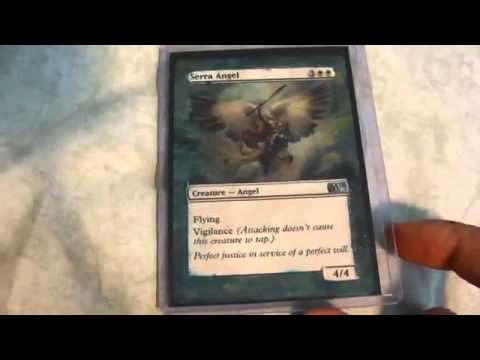 Serra Angel 3
Creature — Angel
Flying
Vigilance (Attacking doesn't cause
this creature to tap.)
Perfect justice in service of a perfect will.
4/4